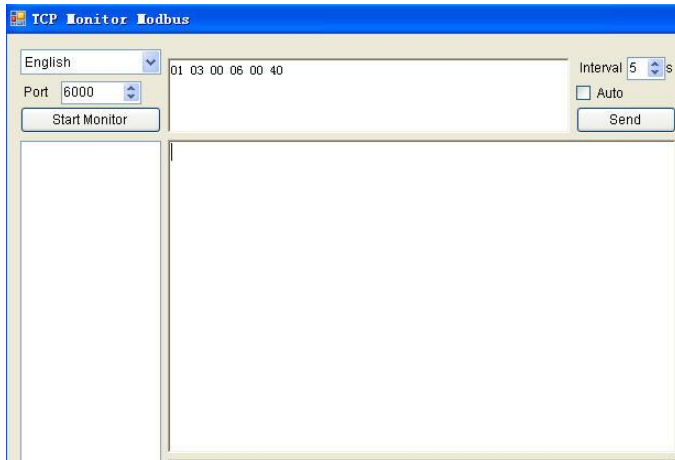 TCP Monitor Modbus
English
Port 6000
Start Monitor
01 03 00 06 00 40
Interval 5 s
Auto
Send